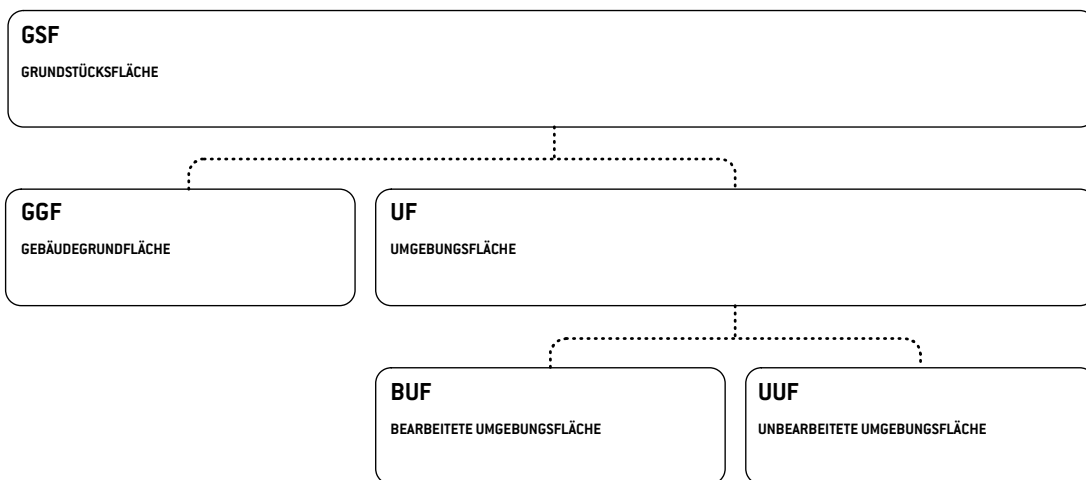 GSF
GRUNDSTÜCKSFLÄCHE
GGF
GEBÄUDEGRUNDFLÄCHE
UF
UMGEBUNGSFLÄCHE
BUF
BEARBEITETE UMGEBUNGSFLÄCHE
UUF
UNBEARBEITETE UMGEBUNGSFLÄCHE